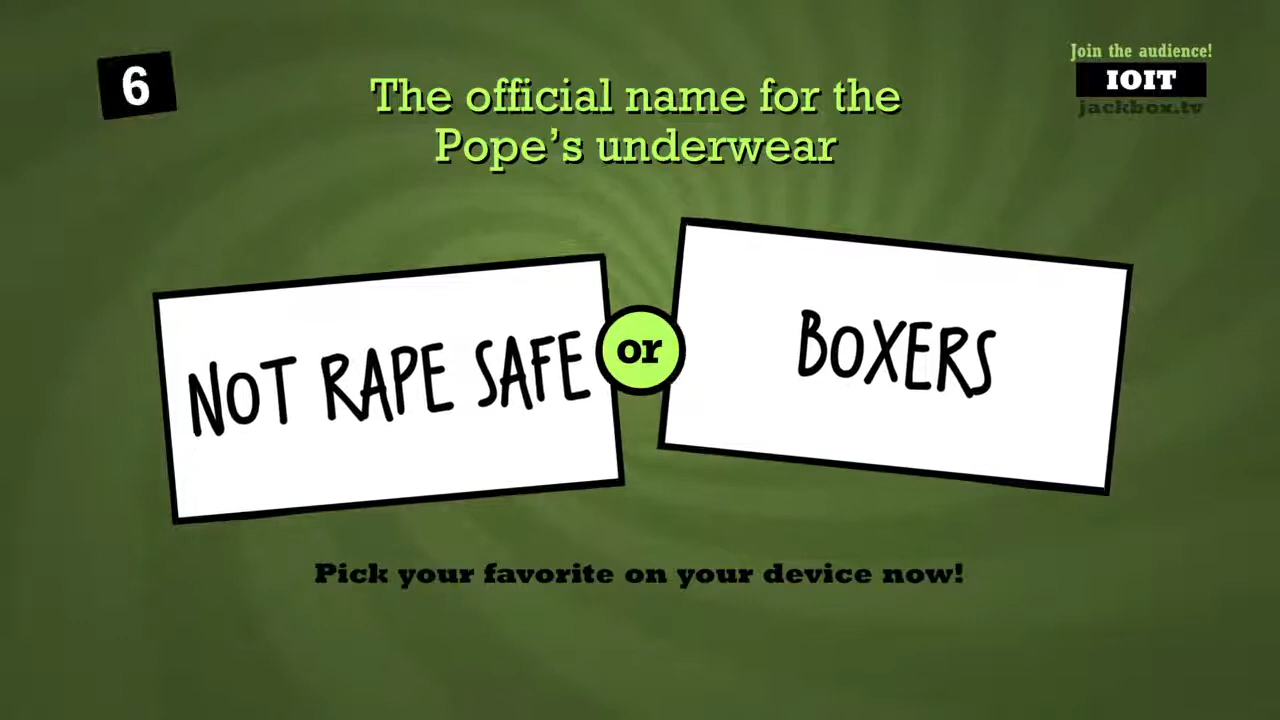 6
Join the audience!
IOIT
jackbox.tv
The official name for the
Pope's underwear
NOT RAPE SAFE
or
BOXERS
Pick your favorite on your device now!